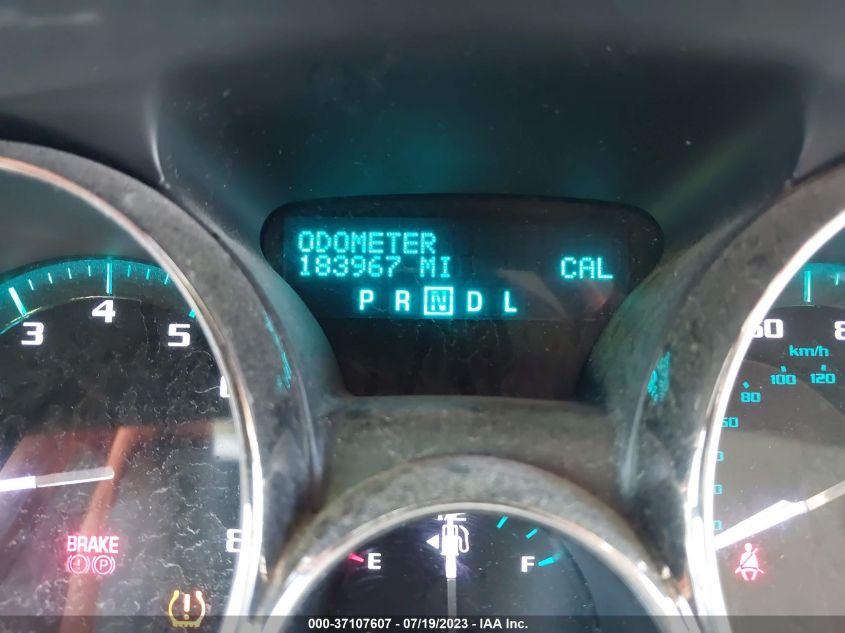 ODOMETER
183967 MI CAL
P R N D L
3 4 5
8
BRAKE
(P)
E F
60
km/h
80 100 120
000-37107607 / 07/19/2023 - IAA Inc.